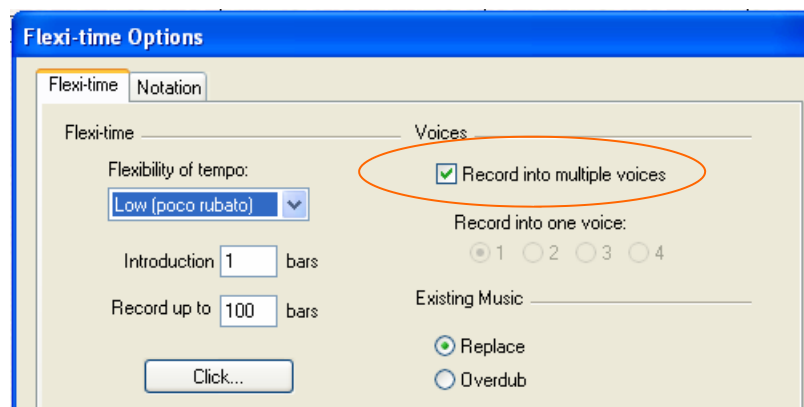 Flexi-time Options
Flexi-time Notation
Flexi-time
Flexibility of tempo:
Low (poco rubato)
Introduction 1 bars
Record up to 100 bars
Click...
Voices
Record into multiple voices
Record into one voice:
1 2 3 4
Existing Music
Replace
Overdub